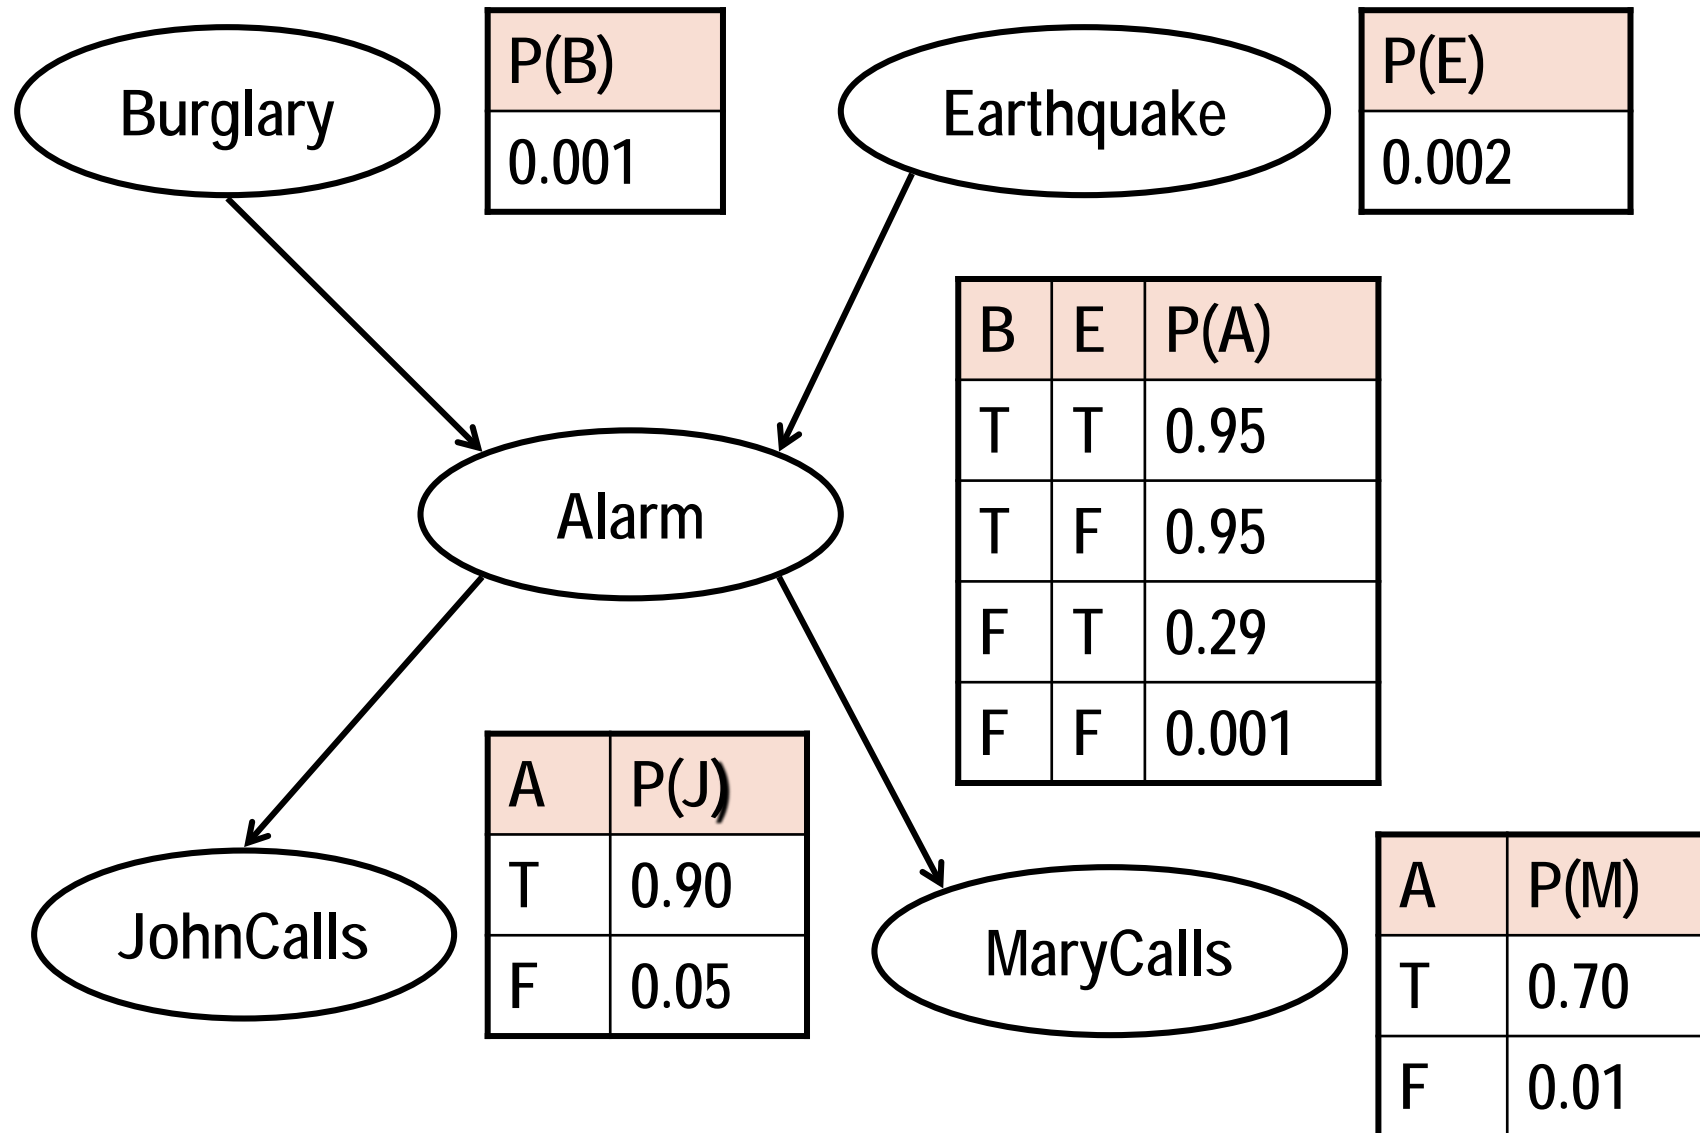 Burglary
P(B)
0.001
Earthquake
P(E)
0.002
B E P(A)
T T 0.95
T F 0.95
F T 0.29
F F 0.001
Alarm
A P(J)
T 0.90
F 0.05
JohnCalls
MaryCalls
A P(M)
T 0.70
F 0.01